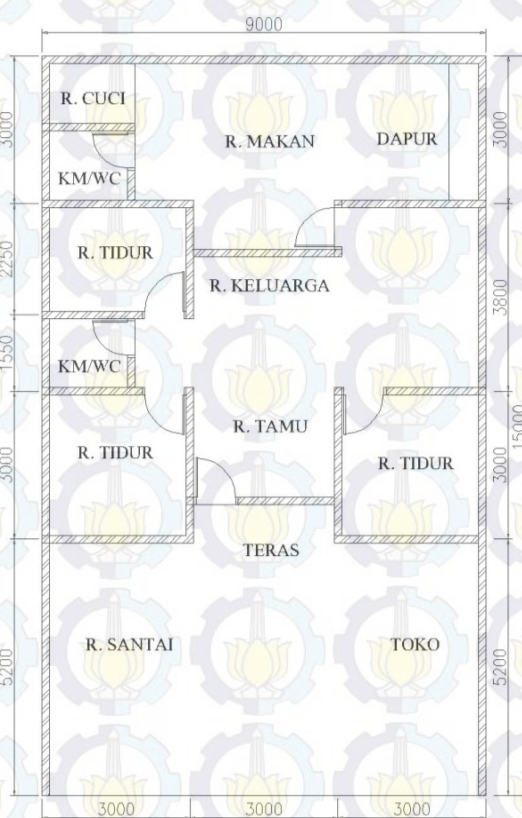 9000
R. CUCI
3000
R. MAKAN
DAPUR
3000
KM/WC
R. TIDUR
2250
R. KELUARGA
3800
1550
KM/WC
R. TAMU
15000
3000
R. TIDUR
R. TIDUR
3000
TERAS
R. SANTAI
TOKO
5200
5200
3000
3000
3000